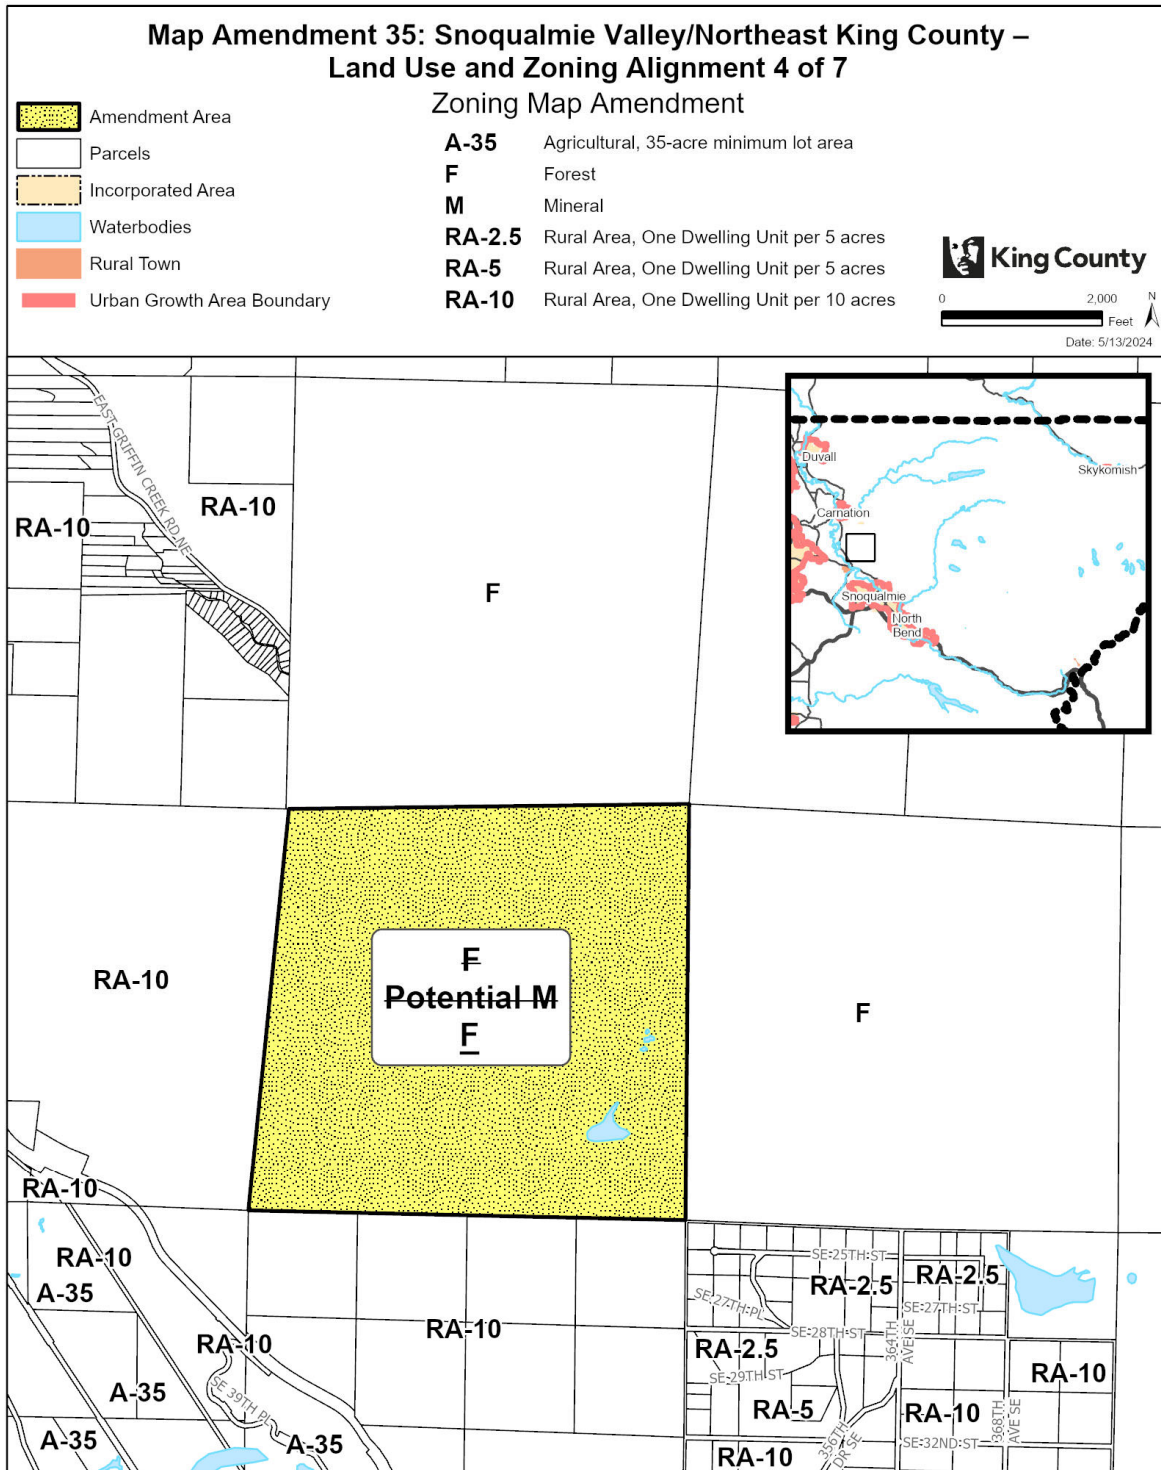 Map Amendment 35: Snoqualmie Valley/Northeast King County –
Land Use and Zoning Alignment 4 of 7
Zoning Map Amendment
Amendment Area
Parcels
Incorporated Area
Waterbodies
Rural Town
Urban Growth Area Boundary
A-35 Agricultural, 35-acre minimum lot area
F Forest
M Mineral
RA-2.5 Rural Area, One Dwelling Unit per 5 acres
RA-5 Rural Area, One Dwelling Unit per 5 acres
RA-10 Rural Area, One Dwelling Unit per 10 acres
King County
0 2,000
Feet
N
Date: 5/13/2024
EAST GRIFFIN CREEK RD NE
RA-10
RA-10
F
Duvall
Skykomish
Carnation
Snoqualmie
North
Bend
RA-10
F
Potential M
F
F
RA-10
RA-10
A-35
RA-10
A-35
SE 39TH PL
A-35
A-35
RA-10
SE 25TH ST
RA-2.5
RA-2.5
SE 27TH PL
SE 27TH ST
SE 28TH ST
364TH
AVE SE
RA-2.5
SE 29TH ST
RA-10
RA-5
RA-10
368TH
AVE SE
356TH
DR SE
SE 32ND ST
RA-10